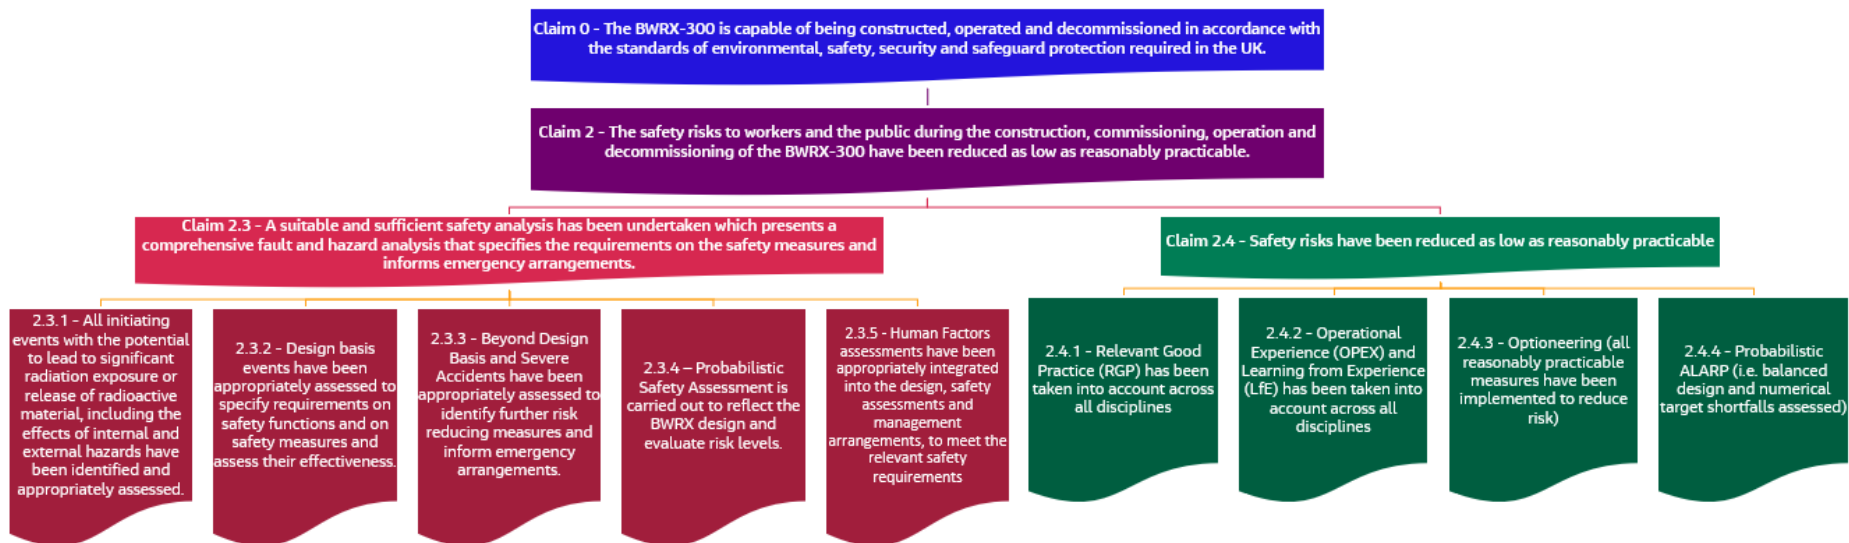 Claim 0 - The BWRX-300 is capable of being constructed, operated and decommissioned in accordance with
the standards of environmental, safety, security and safeguard protection required in the UK.
Claim 2 - The safety risks to workers and the public during the construction, commissioning, operation and
decommissioning of the BWRX-300 have been reduced as low as reasonably practicable.
Claim 2.3 - A suitable and sufficient safety analysis has been undertaken which presents a
comprehensive fault and hazard analysis that specifies the requirements on the safety measures and
informs emergency arrangements.
Claim 2.4 - Safety risks have been reduced as low as reasonably practicable
2.3.1 - All initiating
events with the potential
to lead to significant
radiation exposure or
release of radioactive
material, including the
effects of internal and
external hazards have
been identified and
appropriately assessed.
2.3.2 - Design basis
events have been
appropriately assessed to
specify requirements on
safety functions and on
safety measures and
assess their effectiveness.
2.3.3 - Beyond Design
Basis and Severe
Accidents have been
appropriately assessed to
identify further risk
reducing measures and
inform emergency
arrangements.
2.3.4 – Probabilistic
Safety Assessment is
carried out to reflect the
BWRX design and
evaluate risk levels.
2.3.5 - Human Factors
assessments have been
appropriately integrated
into the design, safety
assessments and
management
arrangements, to meet the
relevant safety
requirements
2.4.1 - Relevant Good
Practice (RGP) has been
taken into account across
all disciplines
2.4.2 - Operational
Experience (OPEX) and
Learning from Experience
(LfE) has been taken into
account across all
disciplines
2.4.3 - Optioneering (all
reasonably practicable
measures have been
implemented to reduce
risk)
2.4.4 - Probabilistic
ALARP (i.e. balanced
design and numerical
target shortfalls assessed)